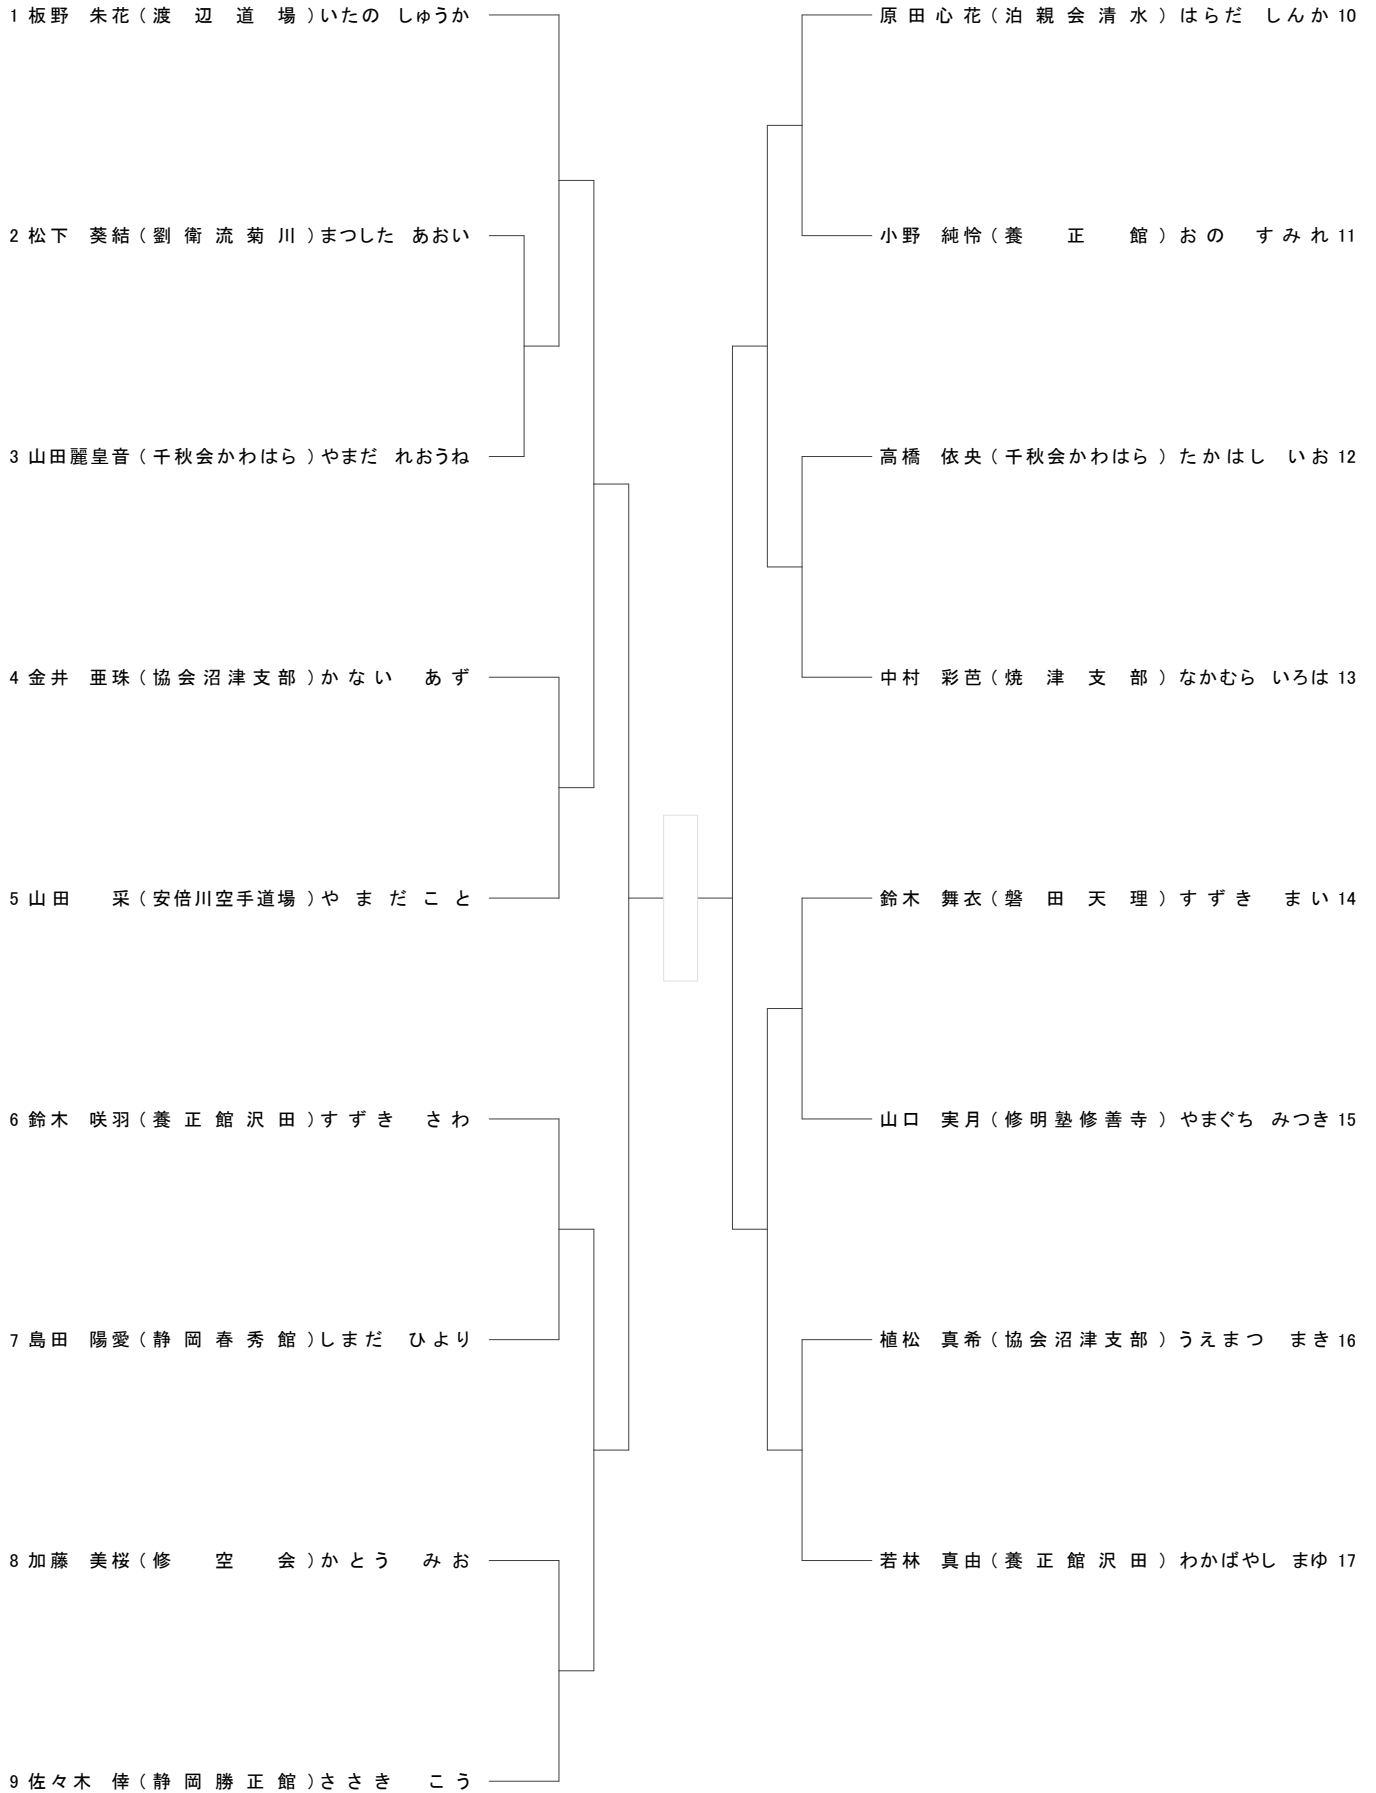 1 板野 朱花（渡辺道場）いたの しゅうか
2 松下 葵結（劉衛流菊川）まつした あおい
3 山田麗皇音（千秋会かわはら）やまだ れおうね
4 金井 亜珠（協会沼津支部）かない あず
5 山田 采（安倍川空手道場）やまだこと
6 鈴木 咲羽（養正館沢田）すずき さわ
7 島田 陽愛（静岡春秀館）しまだ ひより
8 加藤 美桜（修空会）かとう みお
9 佐々木 倖（静岡勝正館）ささき こう
原田心花（泊親会清水）はらだ しんか 10
小野 純怜（養正館）おの すみれ 11
高橋 依央（千秋会かわはら）たかはし いお 12
中村 彩芭（焼津支部）なかむら いろは 13
鈴木 舞衣（磐田天理）すずき まい 14
山口 実月（修明塾修善寺）やまぐち みつき 15
植松 真希（協会沼津支部）うえまつ まき 16
若林 真由（養正館沢田）わかばやし まゆ 17